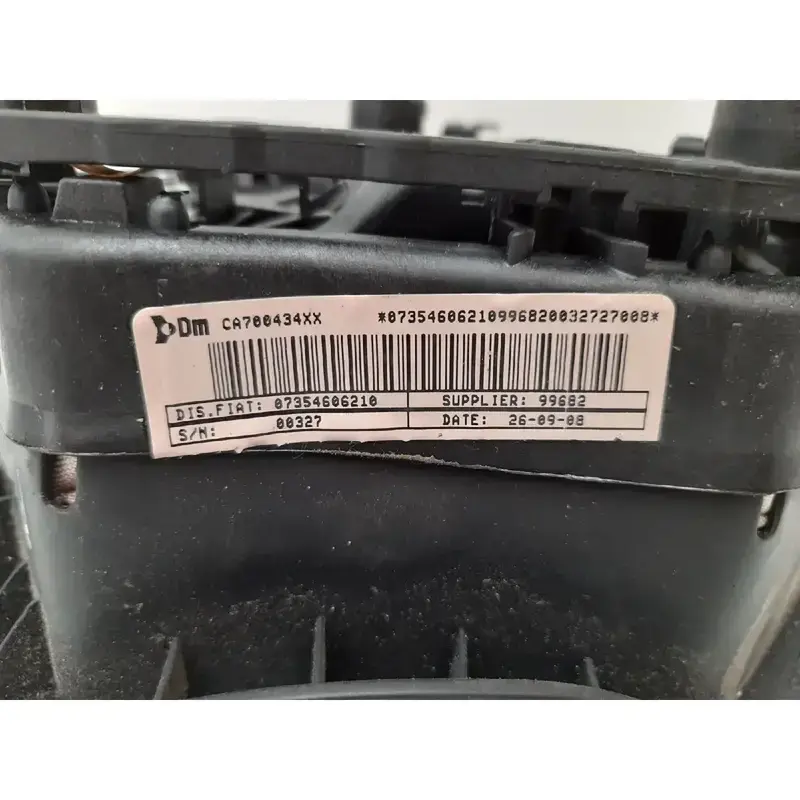 Dm CA700434XX *07354606210996820032727008*
DIS.FIAT: 07354606210 SUPPLIER: 99682
S/N: 00327 DATE: 26-09-08